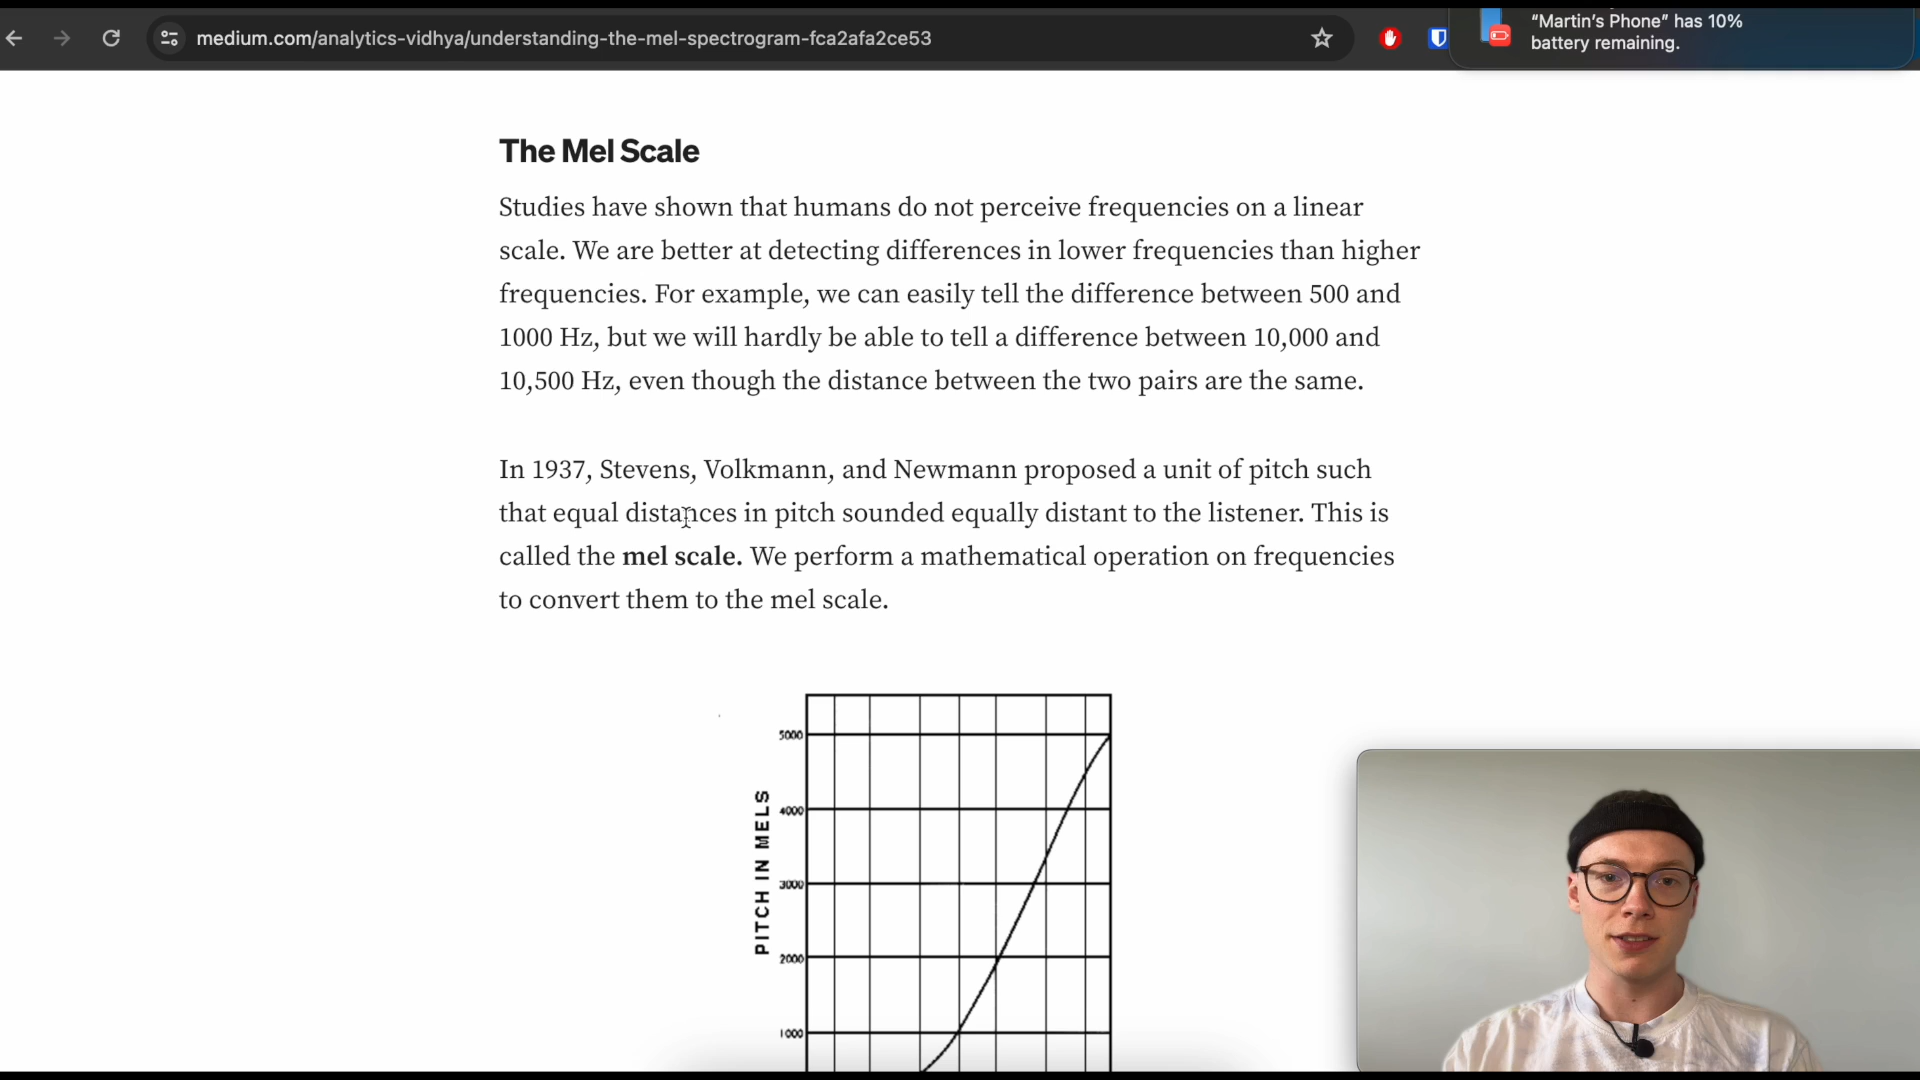 medium.com/analytics-vidhya/understanding-the-mel-spectrogram-fca2afa2ce53
“Martin’s Phone” has 10%
battery remaining.
The Mel Scale
Studies have shown that humans do not perceive frequencies on a linear
scale. We are better at detecting differences in lower frequencies than higher
frequencies. For example, we can easily tell the difference between 500 and
1000 Hz, but we will hardly be able to tell a difference between 10,000 and
10,500 Hz, even though the distance between the two pairs are the same.
In 1937, Stevens, Volkmann, and Newmann proposed a unit of pitch such
that equal distances in pitch sounded equally distant to the listener. This is
called the mel scale. We perform a mathematical operation on frequencies
to convert them to the mel scale.
PITCH IN MELS
5000
4000
3000
2000
1000